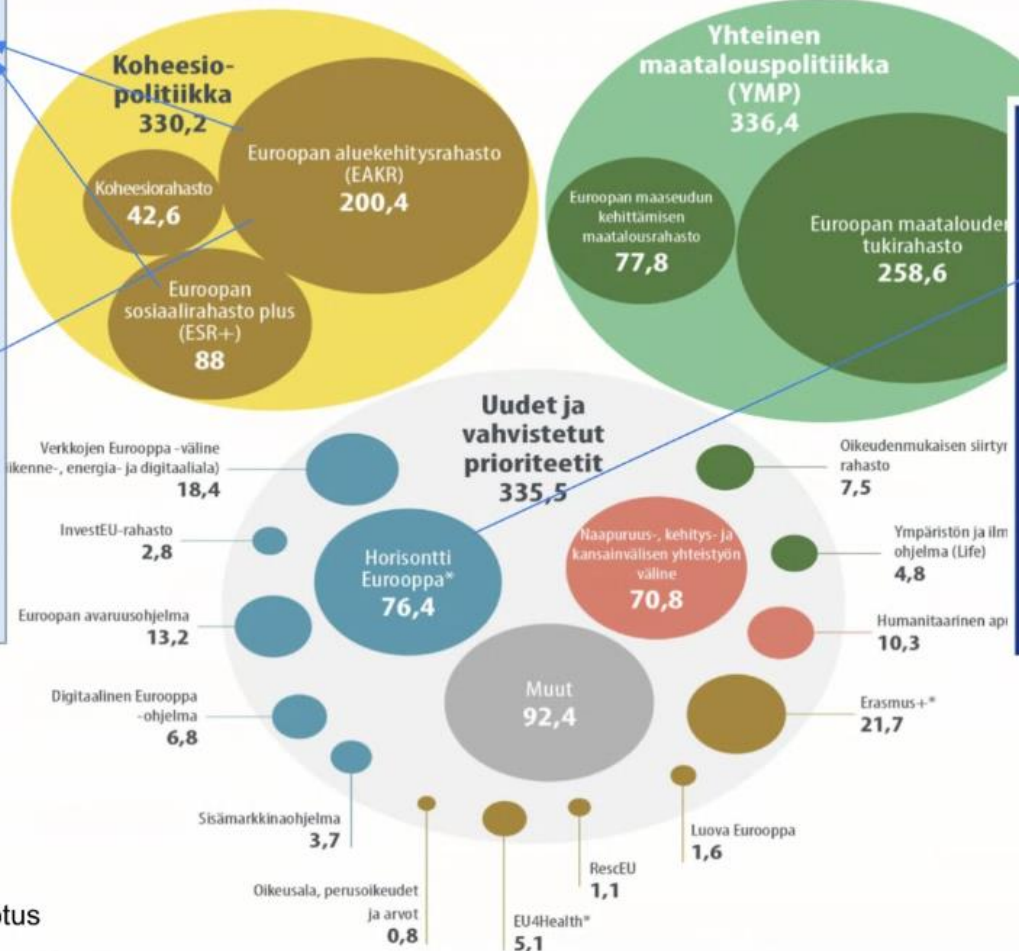 Koheesio-
politiikka
330,2
Euroopan aluekehitysrahasto
(EAKR)
200,4
Koheesiorahasto
42,6
Euroopan
sosiaalirahasto plus
(ESR+)
88
Yhteinen
maatalouspolitiikka
(YMP)
336,4
Euroopan maaseudun
kehittämisen
maatalousrahasto
77,8
Euroopan maatalouden
tukirahasto
258,6
Uudet ja
vahvistetut
prioriteetit
335,5
Verkkojen Eurooppa -väline
iikenne-, energia- ja digitaaliala)
18,4
InvestEU-rahasto
2,8
Euroopan avaruusohjelma
13,2
Digitaalinen Eurooppa
-ohjelma
6,8
Sisämarkkinaohjelma
3,7
Oikeusala, perusoikeudet
ja arvot
0,8
EU4Health*
5,1
RescEU
1,1
Luova Eurooppa
1,6
Erasmus+*
21,7
Humanitaarinen apu
10,3
Ympäristön ja ilm
ohjelma (Life)
4,8
Oikeudenmukaisen siirtyr
rahasto
7,5
Horisontti
Eurooppa*
76,4
Naapuruus-, kehitys- ja
kansainvälisen yhteistyön
väline
70,8
Muut
92,4
otus